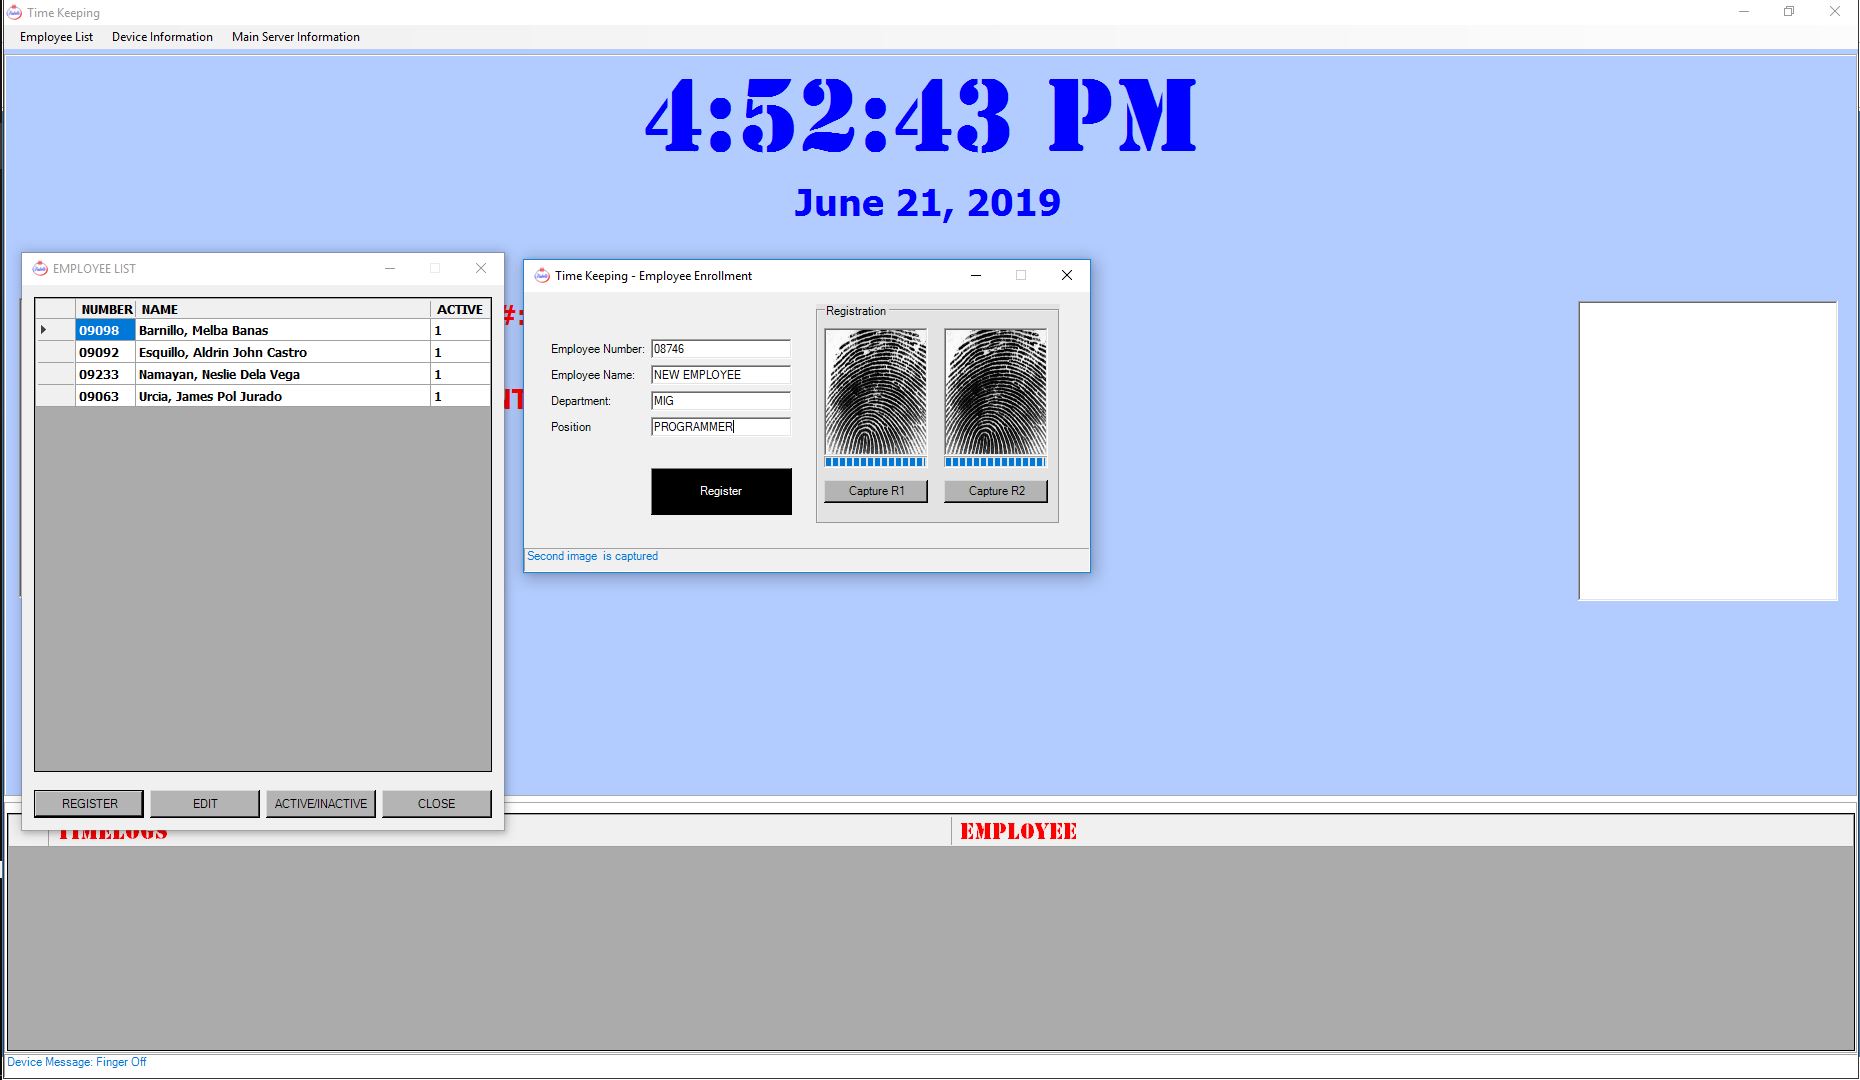 Time Keeping
Employee List Device Information Main Server Information
4:52:43 PM
June 21, 2019
EMPLOYEE LIST
NUMBER NAME ACTIVE
09098 Barnillo, Melba Banas 1
09092 Esquillo, Aldrin John Castro 1
09233 Namayan, Neslie Dela Vega 1
09063 Urcia, James Pol Jurado 1
REGISTER EDIT ACTIVE/INACTIVE CLOSE
#:
NT
Time Keeping - Employee Enrollment
Employee Number: 08746
Employee Name: NEW EMPLOYEE
Department: MIG
Position PROGRAMMER
Register
Registration
Capture R1 Capture R2
Second image is captured
TIMELOGS EMPLOYEE
Device Message: Finger Off